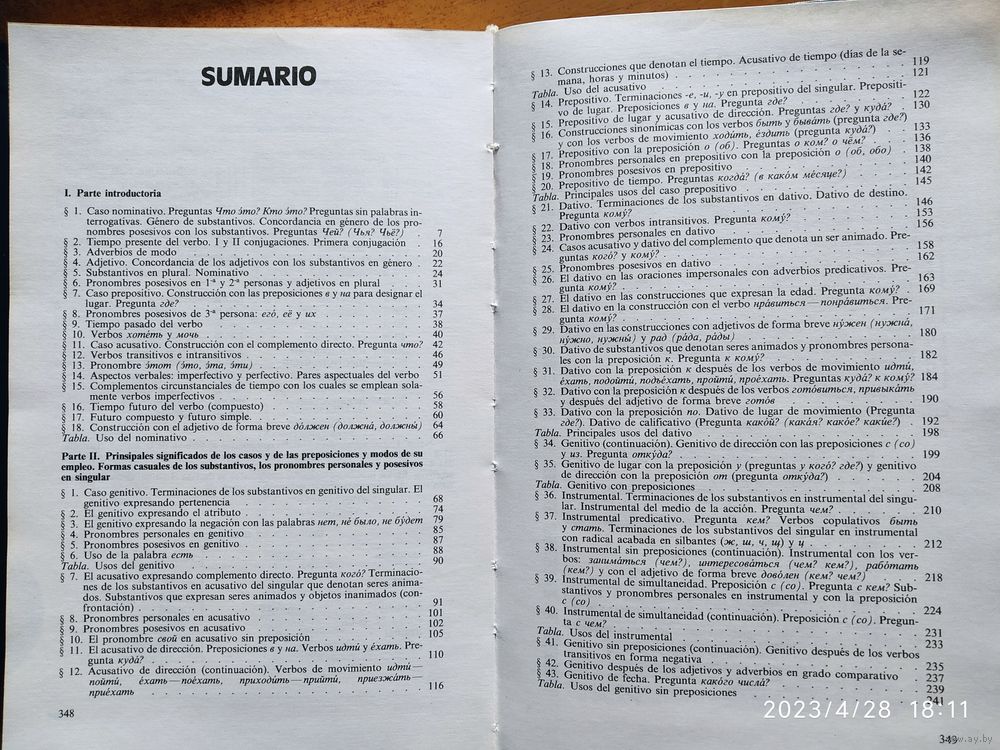 SUMARIO
I. Parte introductoria
§ 1. Caso nominativo. Preguntas Что э́то? Кто э́то? Preguntas sin palabras in-
terrogativas. Género de substantivos. Concordancia en género de los pro-
nombres posesivos con los substantivos. Preguntas Чей? (Чья? Чьё?) . 7
§ 2. Tiempo presente del verbo. I y II conjugaciones. Primera conjugación 16
§ 3. Adverbios de modo 20
§ 4. Adjetivo. Concordancia de los adjetivos con los substantivos en género . 22
§ 5. Substantivos en plural. Nominativo 24
§ 6. Pronombres posesivos en 1-ª y 2-ª personas y adjetivos en plural 31
§ 7. Caso prepositivo. Construcción con las preposiciones в y на para designar el
lugar. Pregunta где? 34
§ 8. Pronombres posesivos de 3-ª persona: его́, её y их 37
§ 9. Tiempo pasado del verbo 38
§ 10. Verbos хоте́ть y мочь 40
§ 11. Caso acusativo. Construcción con el complemento directo. Pregunta что? 42
§ 12. Verbos transitivos e intransitivos 46
§ 13. Pronombre э́тот (э́то, э́та, э́ти) 49
§ 14. Aspectos verbales: imperfectivo y perfectivo. Pares aspectuales del verbo 51
§ 15. Complementos circunstanciales de tiempo con los cuales se emplean sola-
mente verbos imperfectivos 56
§ 16. Tiempo futuro del verbo (compuesto) 58
§ 17. Futuro compuesto y futuro simple. 60
§ 18. Construcción con el adjetivo de forma breve до́лжен (должна́, должны́) 64
Tabla. Uso del nominativo 66
Parte II. Prinsipales significados de los casos y de las preposiciones y modos de su
empleo. Formas casuales de los substantivos, los pronombres personales y posesivos
en singular
§ 1. Caso genitivo. Terminaciones de los substantivos en genitivo del singular. El
genitivo expresando pertenencia 68
§ 2. El genitivo expresando el atributo 74
§ 3. El genitivo expresando la negación con las palabras нет, не́ было, не бу́дет 79
§ 4. Pronombres personales en genitivo 85
§ 5. Pronombres posesivos en genitivo 87
§ 6. Uso de la palabra есть 88
Tabla. Usos del genitivo 90
§ 7. El acusativo expresando complemento directo. Pregunta кого́? Terminacio-
nes de los substantivos en acusativo del singular que denotan seres anima-
dos. Substantivos que expresan seres animados y objetos inanimados (con-
frontación) 91
§ 8. Pronombres personales en acusativo 101
§ 9. Pronombres posesivos en acusativo 102
§ 10. El pronombre свой en acusativo sin preposición 105
§ 11. El acusativo de dirección. Preposiciones в y на. Verbos идти́ y е́хать. Pre-
gunta куда́? 110
§ 12. Acusativo de dirección (continuación). Verbos de movimiento идти́—
пойти́, е́хать—пое́хать, приходи́ть—прийти́, приезжа́ть—
прие́хать 116
348
§ 13. Construcciones que denotan el tiempo. Acusativo de tiempo (días de la se-
mana, horas y minutos) 119
Tabla. Uso del acusativo 121
§ 14. Prepositivo. Terminaciones -е, -и, -у en prepositivo del singular. Prepositi-
vo de lugar. Preposiciones в y на. Pregunta где? 122
§ 15. Prepositivo de lugar y acusativo de dirección. Preguntas где? y куда́? 130
§ 16. Construcciones sinonímicas con los verbos быть y быва́ть (pregunta где?)
y con los verbos de movimiento ходи́ть, е́здить (pregunta куда́?) 133
§ 17. Prepositivo con la preposición о (об). Preguntas о ком? о чём? 136
§ 18. Pronombres personales en prepositivo con la preposición о (об, обо) 138
§ 19. Pronombres posesivos en prepositivo 140
§ 20. Prepositivo de tiempo. Preguntas когда́? (в како́м ме́сяце?) 142
Tabla. Principales usos del caso prepositivo 145
§ 21. Dativo. Terminaciones de los substantivos en dativo. Dativo de destino.
Pregunta кому́? 146
§ 22. Dativo con verbos intransitivos. Pregunta кому́? 153
§ 23. Pronombres personales en dativo 156
§ 24. Casos acusativo y dativo del complemento que denota un ser animado. Pre-
guntas кого́? y кому́? 158
§ 25. Pronombres posesivos en dativo 162
§ 26. El dativo en las oraciones impersonales con adverbios predicativos. Pre-
gunta кому́? 163
§ 27. El dativo en las construcciones que expresan la edad. Pregunta кому́? 169
§ 28. El dativo en la construcción con el verbo нра́виться—понра́виться. Pre-
gunta кому́? 171
§ 29. Dativo en las construcciones con adjetivos de forma breve ну́жен (нужна́,
ну́жно, нужны́) y рад (ра́да, ра́ды) 180
§ 30. Dativo de substantivos que denotan seres animados y pronombres persona-
les con la preposición к. Pregunta к кому́? 182
§ 31. Dativo con la preposición к después de los verbos de movimiento идти́,
е́хать, подойти́, подъе́хать, пройти́, прое́хать. Preguntas куда́? к кому́? 184
§ 32. Dativo con la preposición к después de los verbos гото́виться, привыка́ть
y después del adjetivo de forma breve гото́в 190
§ 33. Dativo con la preposición по. Dativo de lugar de movimiento (Pregunta
где?). Dativo de calificativo (Pregunta како́й? (кака́я? како́е? каки́е?) 192
Tabla. Principales usos del dativo 198
§ 34. Genitivo (continuación). Genitivo de dirección con las preposiciones с (со)
y из. Pregunta отку́да? 199
§ 35. Genitivo de lugar con la preposición у (preguntas у кого́? где?) y genitivo
de dirección con la preposición от (pregunta отку́да?) 204
Tabla. Genitivo con preposiciones 208
§ 36. Instrumental. Terminaciones de los substantivos en instrumental del singu-
lar. Instrumental del medio de la acción. Pregunta чем? 210
§ 37. Instrumental predicativo. Pregunta кем? Verbos copulativos быть
y стать. Terminaciones de los substantivos del singular en instrumental
con radical acabada en silbantes (ж, ш, ч, щ) y ц 212
§ 38. Instrumental sin preposiciones (continuación). Instrumental con los ver-
bos: занима́ться (чем?), интересова́ться (чем? кем?), рабо́тать
(кем?) y con el adjetivo de forma breve дово́лен (кем? чем?) 218
§ 39. Instrumental de simultaneidad. Preposición с (со). Pregunta с кем? Sub-
stantivos y pronombres personales en instrumental y con la preposición
с (со) 224
§ 40. Instrumental de simultaneidad (continuación). Preposición с (со). Pregun-
ta с чем? 231
Tabla. Usos del instrumental 233
§ 41. Genitivo sin preposiciones (continuación). Genitivo después de los verbos
transitivos en forma negativa 235
§ 42. Genitivo después de los adjetivos y adverbios en grado comparativo 237
§ 43. Genitivo de fecha. Pregunta како́го числа́? 239
Tabla. Usos del genitivo sin preposiciones 241
2023/4/28 18:11
349
www.ay.by